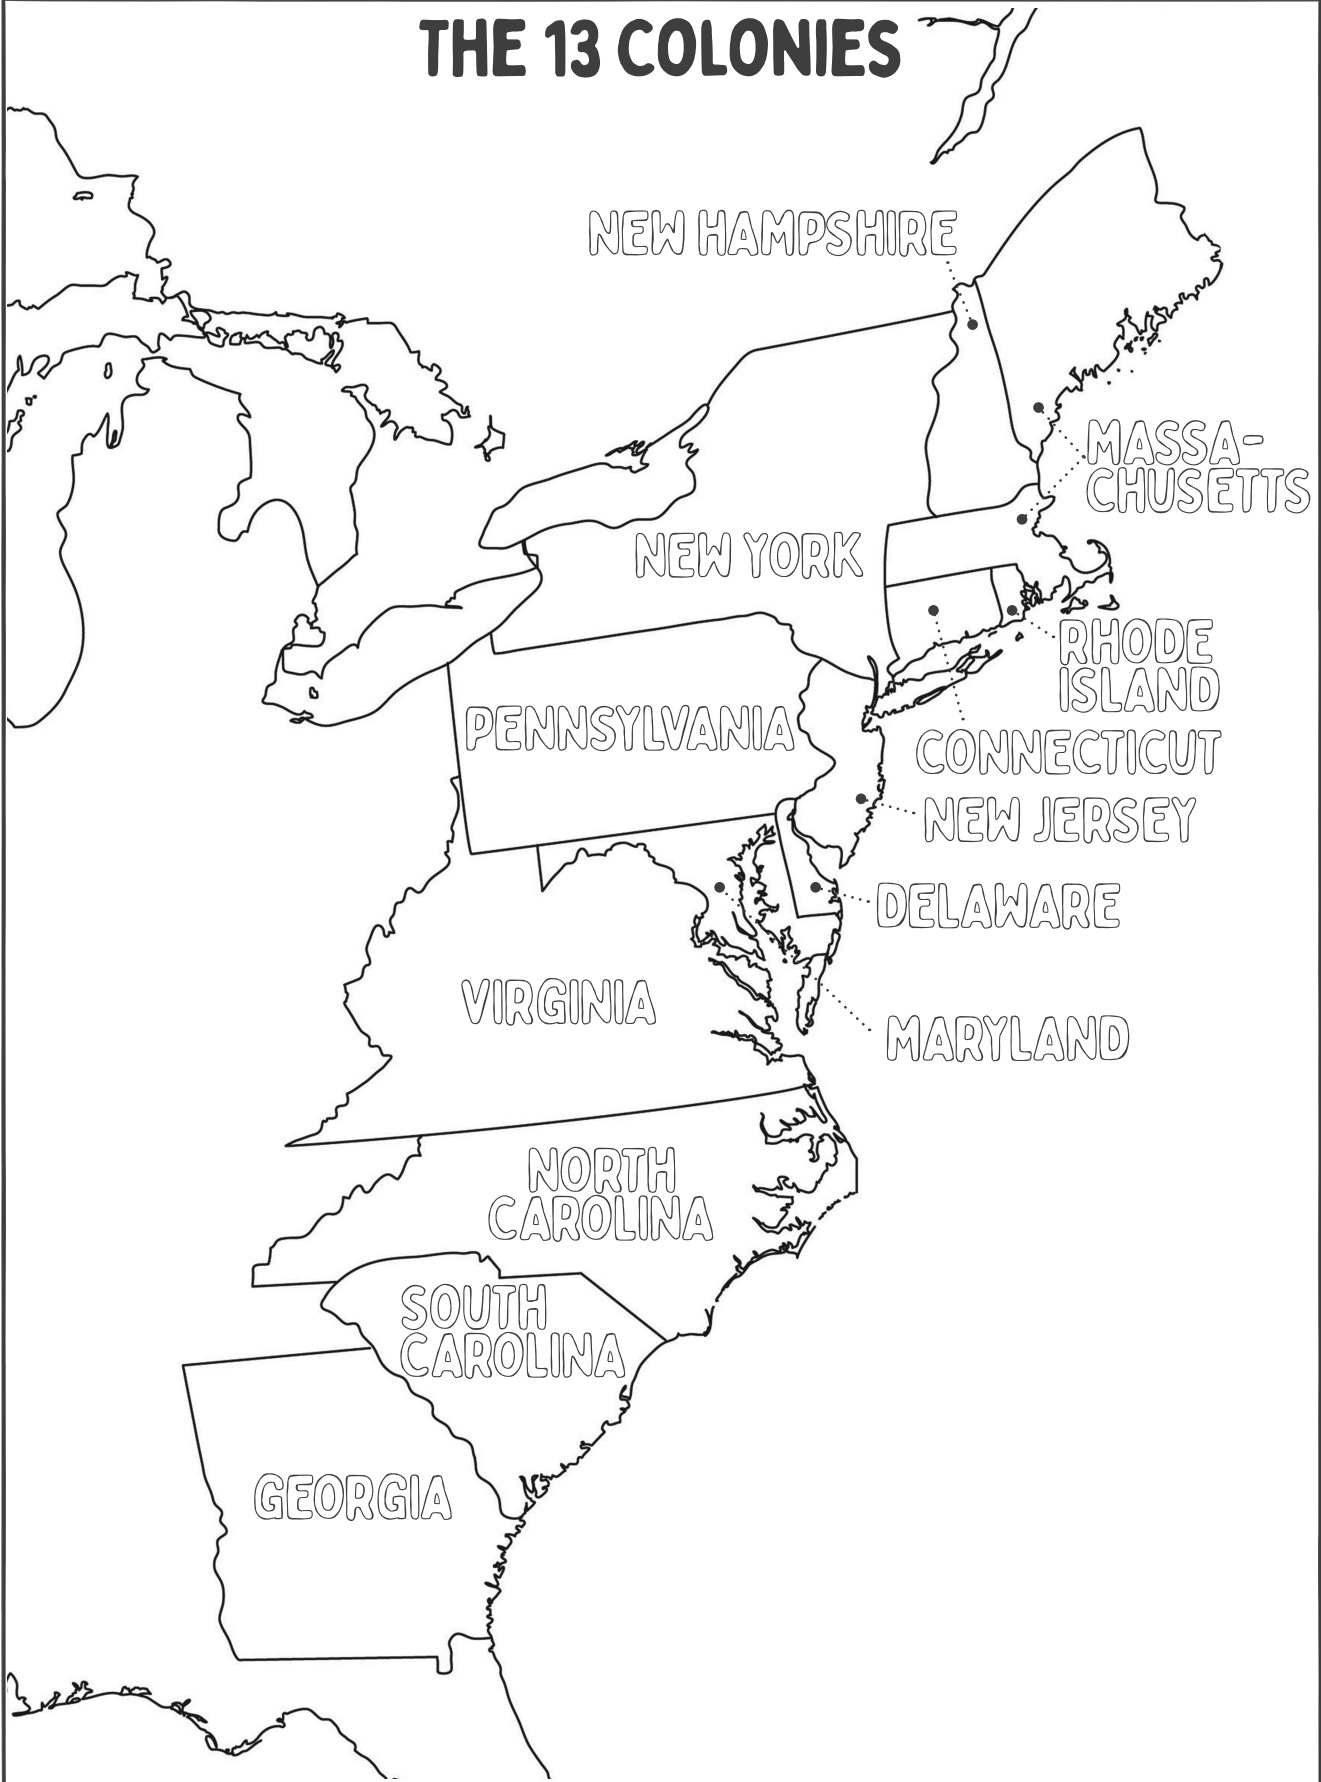 THE 13 COLONIES
NEW HAMPSHIRE
MASSA-
CHUSETTS
NEW YORK
RHODE
ISLAND
PENNSYLVANIA
CONNECTICUT
NEW JERSEY
DELAWARE
VIRGINIA
MARYLAND
NORTH
CAROLINA
SOUTH
CAROLINA
GEORGIA